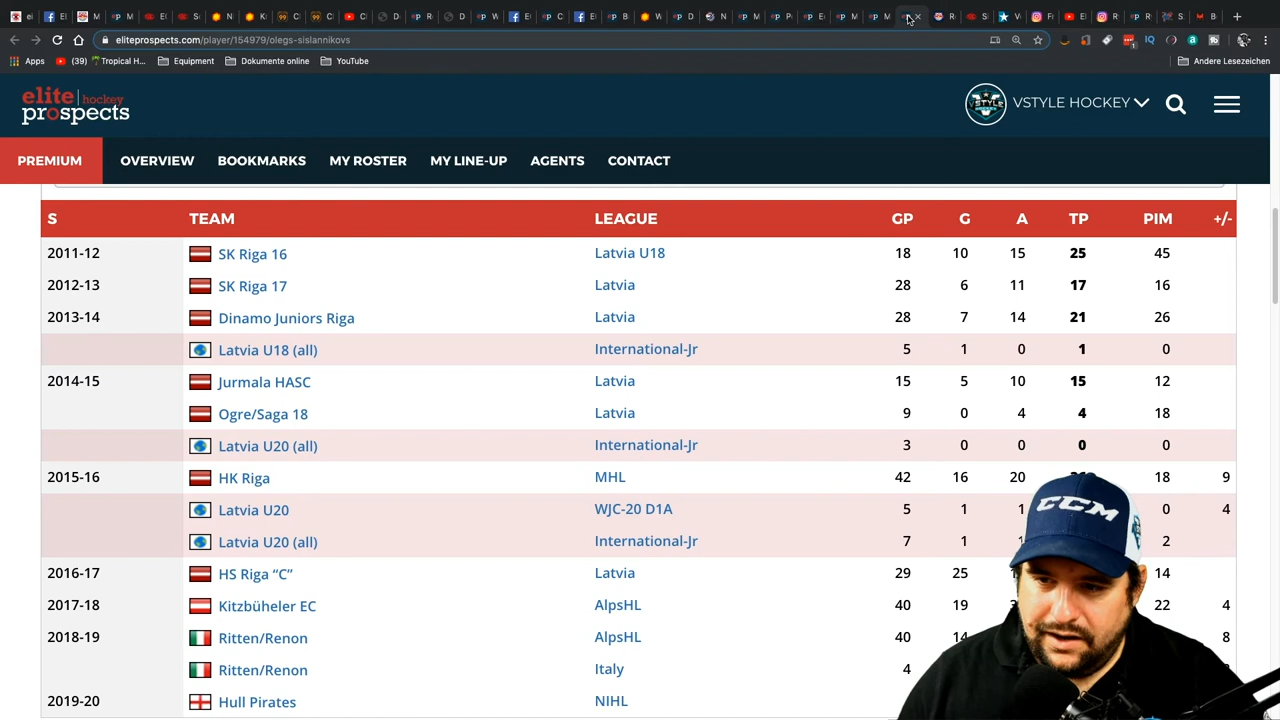 eliteprospects.com/player/154979/olegs-sislannikovs
Apps (39) Tropical H... Equipment Dokumente online YouTube Andere Lesezeichen
elite hockey prospects
VSTYLE HOCKEY
PREMIUM OVERVIEW BOOKMARKS MY ROSTER MY LINE-UP AGENTS CONTACT
S TEAM LEAGUE GP G A TP PIM +/-
2011-12 SK Riga 16 Latvia U18 18 10 15 25 45
2012-13 SK Riga 17 Latvia 28 6 11 17 16
2013-14 Dinamo Juniors Riga Latvia 28 7 14 21 26
Latvia U18 (all) International-Jr 5 1 0 1 0
2014-15 Jurmala HASC Latvia 15 5 10 15 12
Ogre/Saga 18 Latvia 9 0 4 4 18
Latvia U20 (all) International-Jr 3 0 0 0 0
2015-16 HK Riga MHL 42 16 20 18 9
Latvia U20 WJC-20 D1A 5 1 1 0 4
Latvia U20 (all) International-Jr 7 1 2
2016-17 HS Riga “C” Latvia 29 25 14
2017-18 Kitzbüheler EC AlpsHL 40 19 22 4
2018-19 Ritten/Renon AlpsHL 40 14 8
Ritten/Renon Italy 4
2019-20 Hull Pirates NIHL
CCM